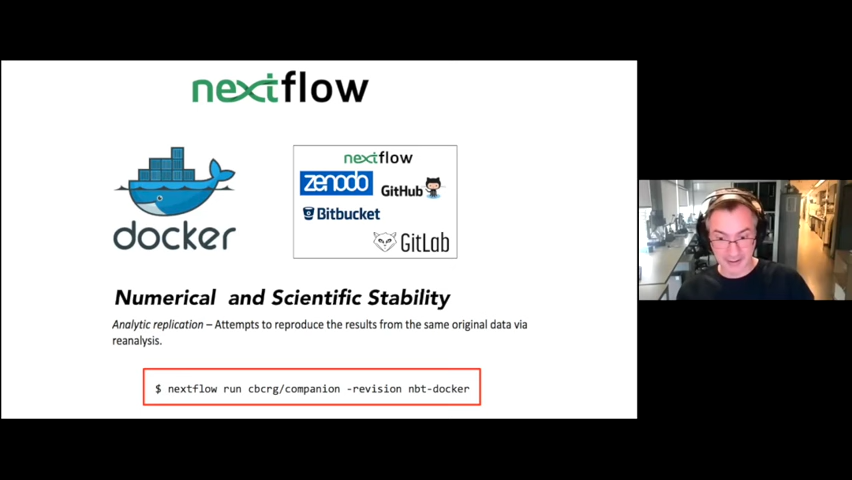 nextflow
docker
nextflow
zenodo
GitHub
Bitbucket
GitLab
Numerical and Scientific Stability
Analytic replication – Attempts to reproduce the results from the same original data via
reanalysis.
$ nextflow run cbcrg/companion -revision nbt-docker